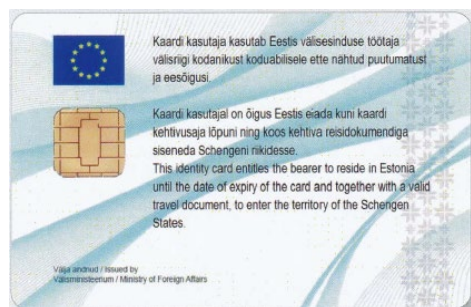 Kaardi kasutaja kasutab Eestis välisesinduse töötaja
välisriigi kodanikust koduabilisele ette nähtud puutumatust
ja eesõigusi.
Kaardi kasutajal on õigus Eestis elada kuni kaardi
kehtivusaja lõpuni ning koos kehtiva reisidokumendiga
siseneda Schengeni riikidesse.
This identity card entitles the bearer to reside in Estonia
until the date of expiry of the card and together with a valid
travel document, to enter the territory of the Schengen
States.
Välja andnud / Issued by
Välisministeerium / Ministry of Foreign Affairs